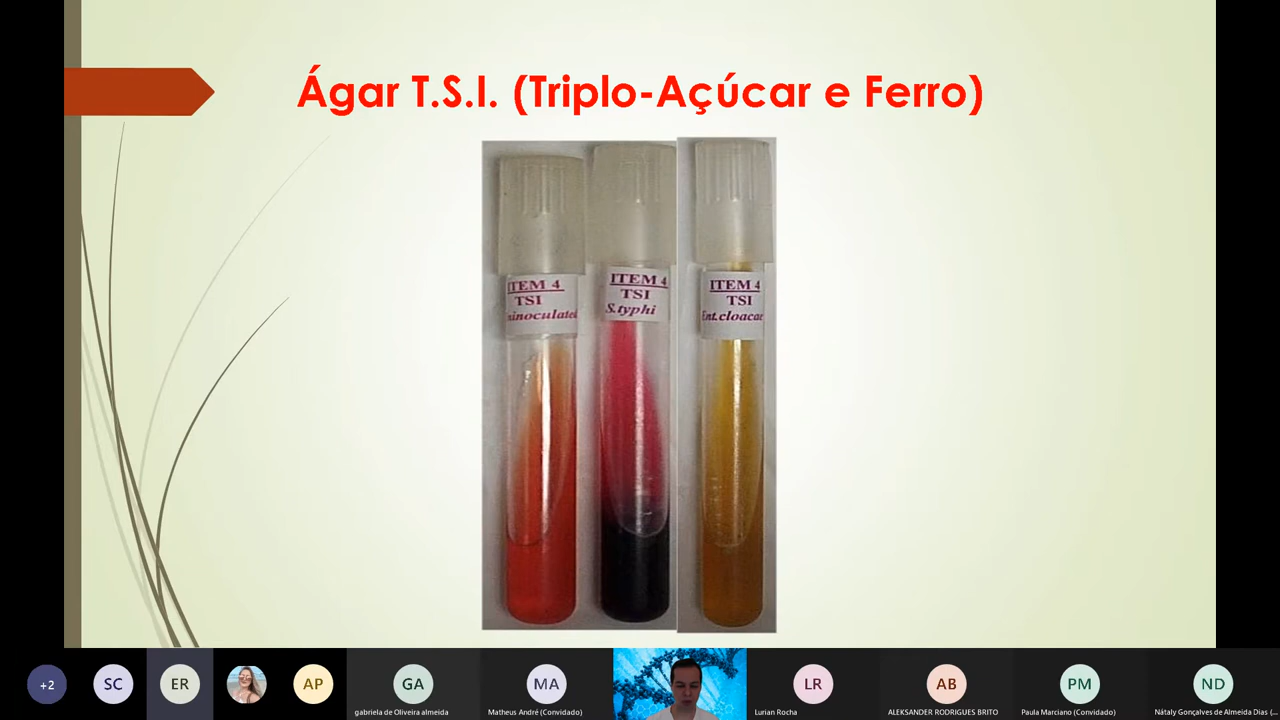 Ágar T.S.I. (Triplo-Açúcar e Ferro)
ITEM 4
TSI
uninoculated
ITEM 4
TSI
S.typhi
ITEM 4
TSI
Ent.cloacae
+2
SC
ER
AP
GA
gabriela de Oliveira almeida
MA
Matheus André (Convidado)
LR
Lurian Rocha
AB
ALEKSANDER RODRIGUES BRITO
PM
Paula Marciano (Convidado)
ND
Nátaly Gonçalves de Almeida Dias (...